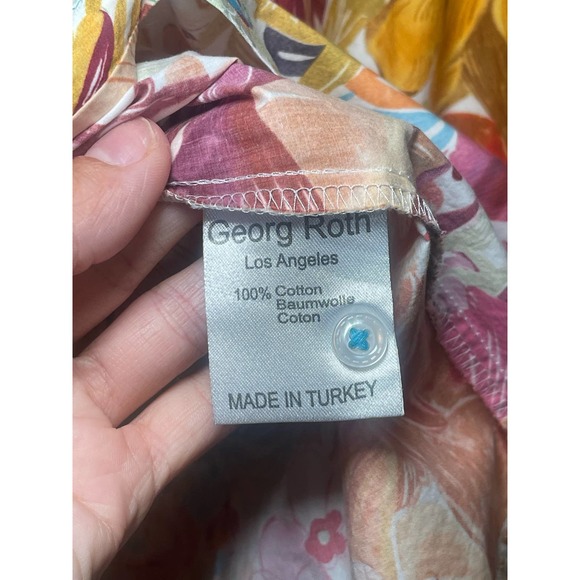 Georg Roth
Los Angeles
100% Cotton
Baumwolle
Coton
MADE IN TURKEY